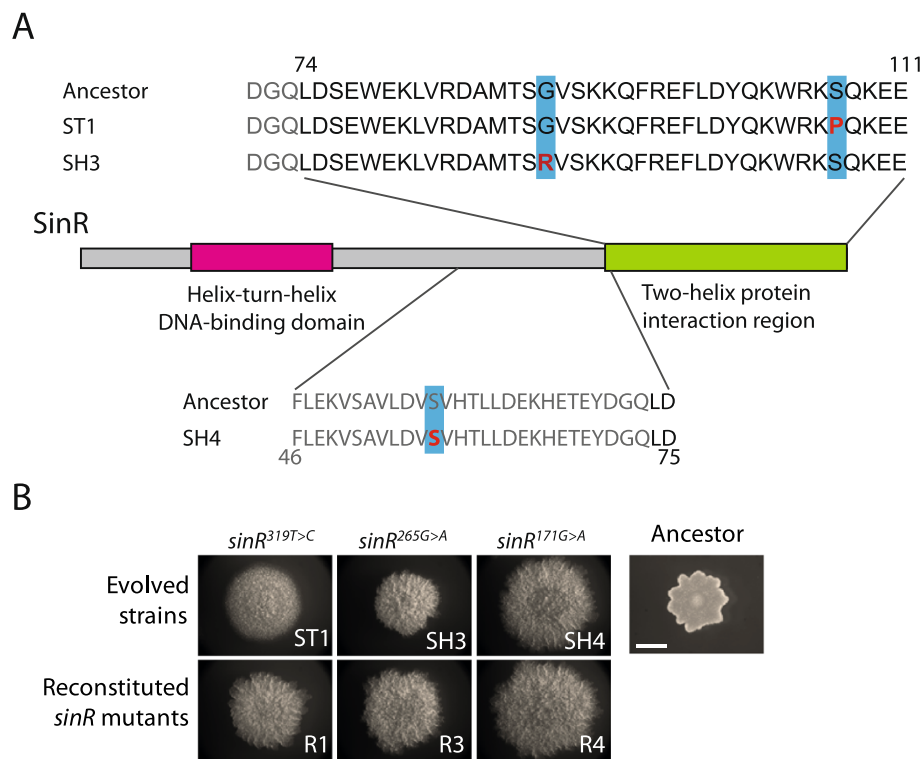 A
74 111
Ancestor DGQLDSEWEKLVRDAMTSGVSKKQFREFLDYQKWRKSQKEE
ST1 DGQLDSEWEKLVRDAMTSGVSKKQFREFLDYQKWRKPQKEE
SH3 DGQLDSEWEKLVRDAMTSRVSKKQFREFLDYQKWRKSQKEE
SinR
Helix-turn-helix
DNA-binding domain
Two-helix protein
interaction region
Ancestor FLEKVSAVLDVSVHTLLDEKHETEYDGQLD
SH4 FLEKVSAVLDVSVHTLLDEKHETEYDGQLD
46 75
B
sinR319T>C sinR265G>A sinR171G>A Ancestor
Evolved
strains
ST1 SH3 SH4
Reconstituted
sinR mutants
R1 R3 R4